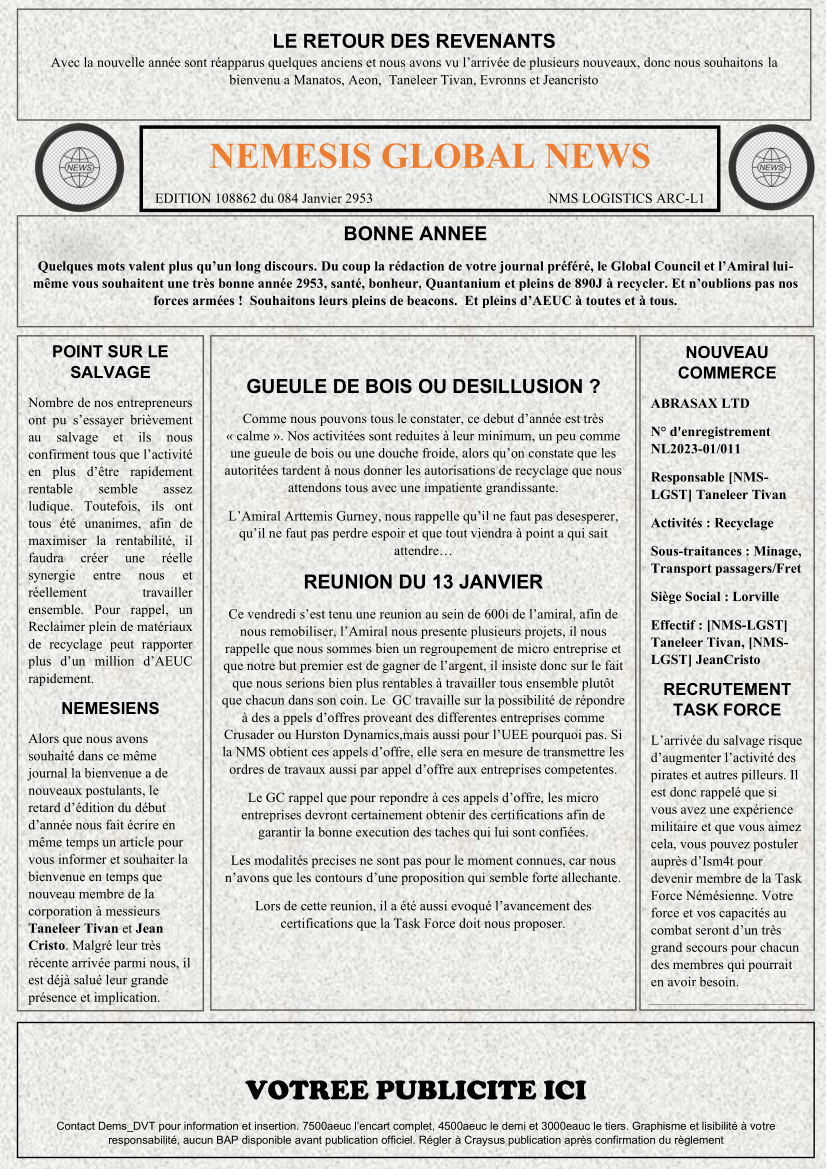 LE RETOUR DES REVENANTS
Avec la nouvelle année sont réapparus quelques anciens et nous avons vu l'arrivée de plusieurs nouveaux, donc nous souhaitons la
bienvenu a Manatos, Aeon, Taneleer Tivan, Evronns et Jeancristo
NEWS
NEMESIS GLOBAL NEWS
EDITION 108862 du 084 Janvier 2953 NMS LOGISTICS ARC-L1
NEWS
BONNE ANNEE
Quelques mots valent plus qu'un long discours. Du coup la rédaction de votre journal préféré, le Global Council et l'Amiral lui-
même vous souhaitent une très bonne année 2953, santé, bonheur, Quantanium et pleins de 890J à recycler. Et n'oublions pas nos
forces armées ! Souhaitons leurs pleins de beacons. Et pleins d'AEUC à toutes et à tous.
POINT SUR LE
SALVAGE
Nombre de nos entrepreneurs
ont pu s'essayer brièvement
au salvage et ils nous
confirment tous que l'activité
en plus d'être rapidement
rentable semble assez
ludique. Toutefois, ils ont
tous été unanimes, afin de
maximiser la rentabilité, il
faudra créer une réelle
synergie entre nous et
réellement travailler
ensemble. Pour rappel, un
Reclaimer plein de matériaux
de recyclage peut rapporter
plus d'un million d'AEUC
rapidement.
NEMESIENS
Alors que nous avons
souhaité dans ce même
journal la bienvenue a de
nouveaux postulants, le
retard d'édition du début
d'année nous fait écrire en
même temps un article pour
vous informer et souhaiter la
bienvenue en temps que
nouveau membre de la
corporation à messieurs
Taneleer Tivan et Jean
Cristo. Malgré leur très
récente arrivée parmi nous, il
est déjà salué leur grande
présence et implication.
GUEULE DE BOIS OU DESILLUSION ?
Comme nous pouvons tous le constater, ce debut d'année est très
« calme ». Nos activitées sont reduites à leur minimum, un peu comme
une gueule de bois ou une douche froide, alors qu'on constate que les
autoritées tardent à nous donner les autorisations de recyclage que nous
attendons tous avec une impatiente grandissante.
L'Amiral Arttemis Gurney, nous rappelle qu'il ne faut pas desesperer,
qu'il ne faut pas perdre espoir et que tout viendra à point a qui sait
attendre…
REUNION DU 13 JANVIER
Ce vendredi s'est tenu une reunion au sein de 600i de l'amiral, afin de
nous remobiliser, l'Amiral nous presente plusieurs projets, il nous
rappelle que nous sommes bien un regroupement de micro entreprise et
que notre but premier est de gagner de l'argent, il insiste donc sur le fait
que nous serions bien plus rentables à travailler tous ensemble plutôt
que chacun dans son coin. Le GC travaille sur la possibilité de répondre
à des a ppels d'offres proveant des differentes entreprises comme
Crusader ou Hurston Dynamics,mais aussi pour l'UEE pourquoi pas. Si
la NMS obtient ces appels d'offre, elle sera en mesure de transmettre les
ordres de travaux aussi par appel d'offre aux entreprises competentes.
Le GC rappel que pour repondre à ces appels d'offre, les micro
entreprises devront certainement obtenir des certifications afin de
garantir la bonne execution des taches qui lui sont confiées.
Les modalités precises ne sont pas pour le moment connues, car nous
n'avons que les contours d'une proposition qui semble forte allechante.
Lors de cette reunion, il a été aussi evoqué l'avancement des
certifications que la Task Force doit nous proposer.
NOUVEAU
COMMERCE
ABRASAX LTD
N° d'enregistrement
NL2023-01/011
Responsable [NMS-
LGST] Taneleer Tivan
Activités : Recyclage
Sous-traitances : Minage,
Transport passagers/Fret
Siège Social : Lorville
Effectif : [NMS-LGST]
Taneleer Tivan, [NMS-
LGST] JeanCristo
RECRUTEMENT
TASK FORCE
L'arrivée du salvage risque
d'augmenter l'activité des
pirates et autres pilleurs. Il
est donc rappelé que si
vous avez une expérience
militaire et que vous aimez
cela, vous pouvez postuler
auprès d'Ism4t pour
devenir membre de la Task
Force Némésienne. Votre
force et vos capacités au
combat seront d'un très
grand secours pour chacun
des membres qui pourrait
en avoir besoin.
VOTREE PUBLICITE ICI
Contact Dems_DVT pour information et insertion. 7500aeuc l'encart complet, 4500aeuc le demi et 3000eauc le tiers. Graphisme et lisibilité à votre
responsabilité, aucun BAP disponible avant publication officiel. Régler à Craysus publication après confirmation du règlement